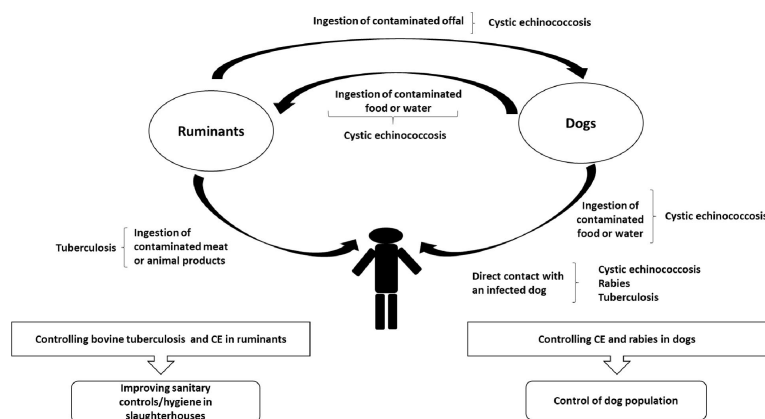 Ingestion of contaminated offal
Cystic echinococcosis
Ingestion of contaminated
food or water
Cystic echinococcosis
Ruminants
Dogs
Tuberculosis
Ingestion of
contaminated meat
or animal products
Ingestion of
contaminated
food or water
Cystic echinococcosis
Direct contact with
an infected dog
Cystic echinococcosis
Rabies
Tuberculosis
Controlling bovine tuberculosis and CE in ruminants
Controlling CE and rabies in dogs
Improving sanitary
controls/hygiene in
slaughterhouses
Control of dog population